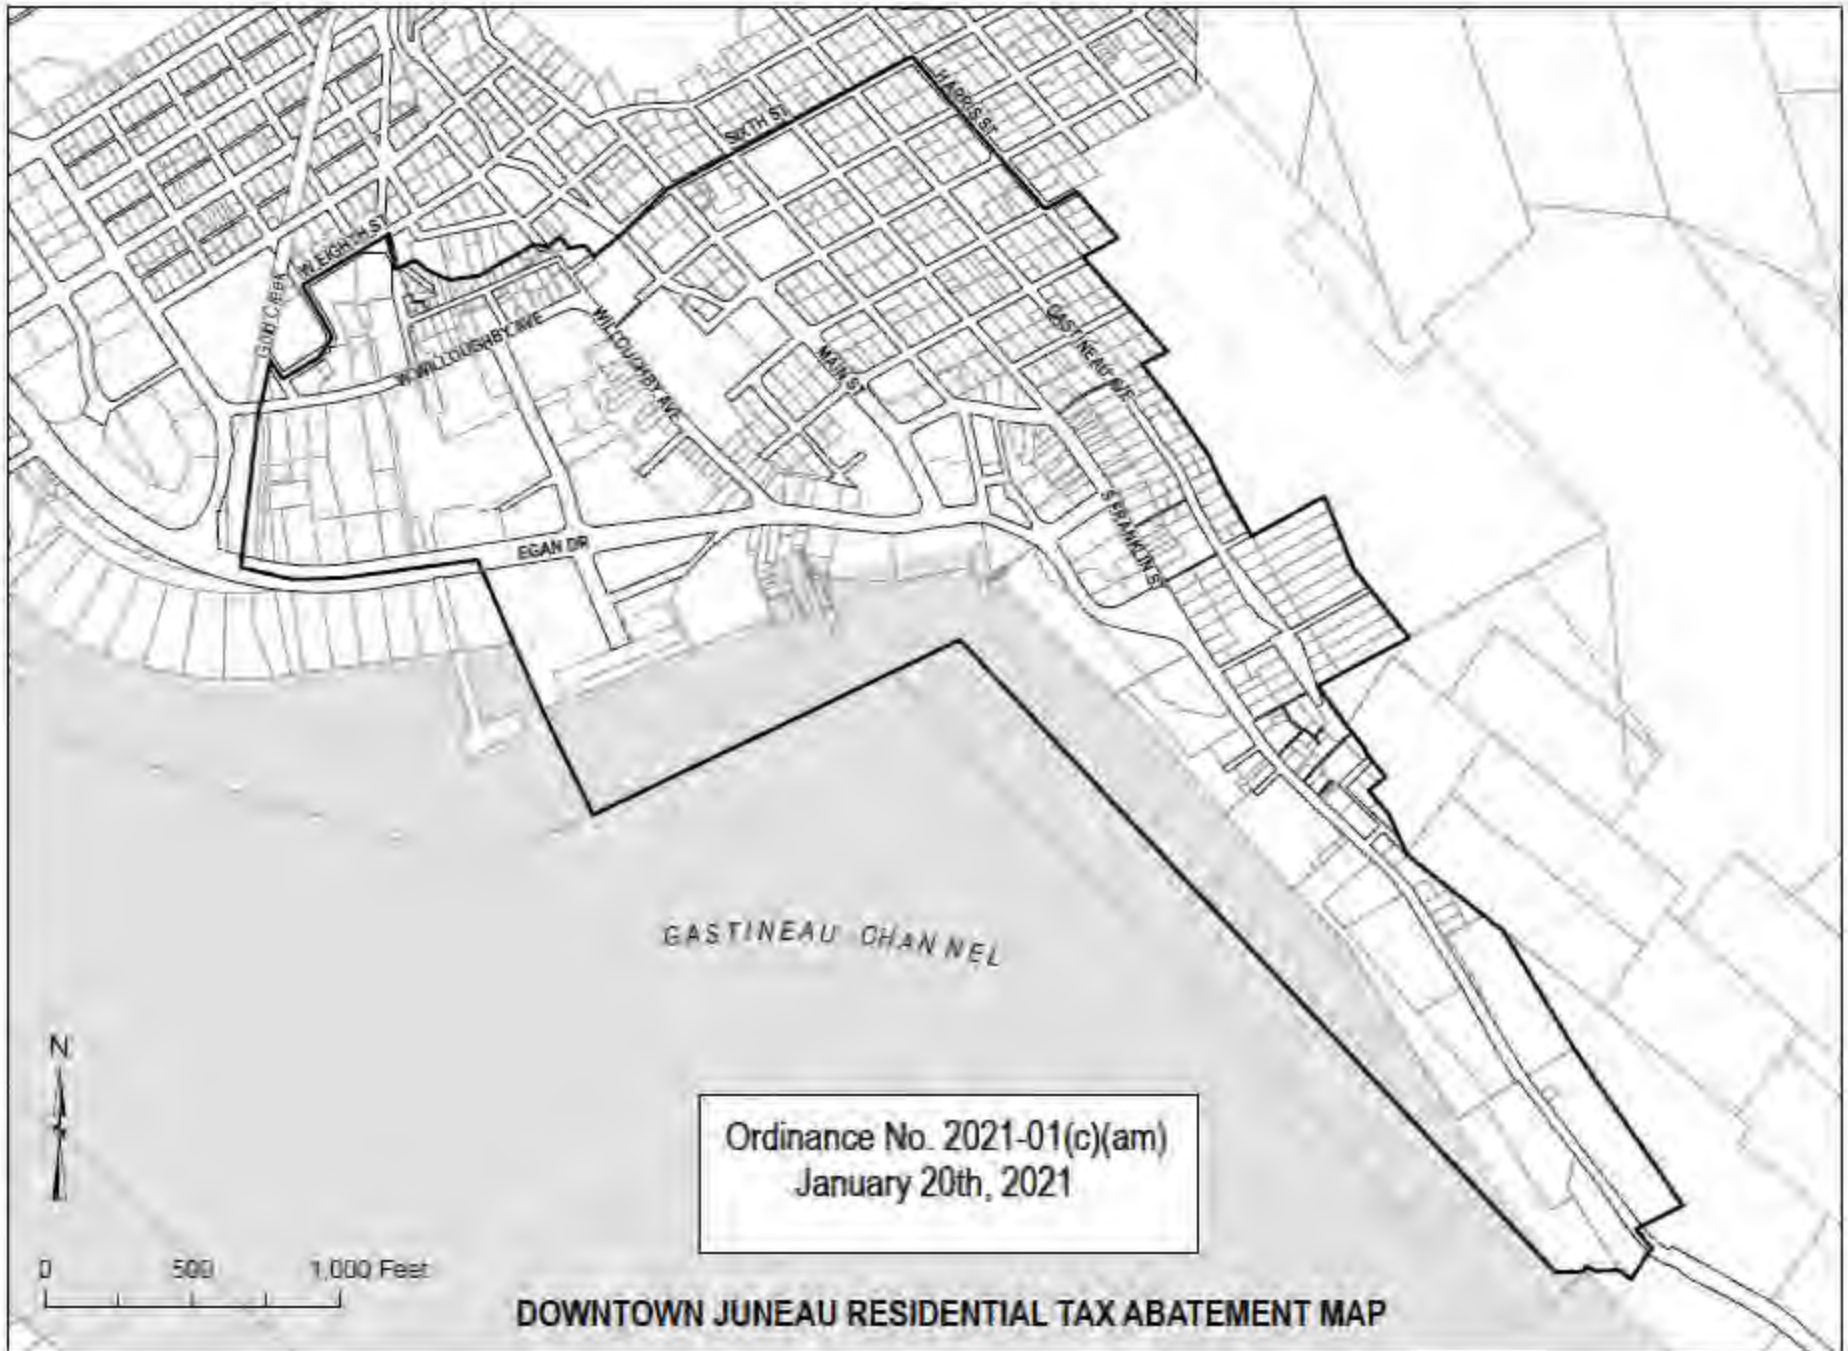 SIXTH ST
HARRIS ST
W. EIGHTH ST
Gold Creek
W WILLOUGHBY AVE
WILLOUGHBY AVE
MAIN ST
GASTINEAU AVE
S FRANKLIN ST
EGAN DR
GASTINEAU CHANNEL
N
Ordinance No. 2021-01(c)(am)
January 20th, 2021
0 500 1,000 Feet
DOWNTOWN JUNEAU RESIDENTIAL TAX ABATEMENT MAP